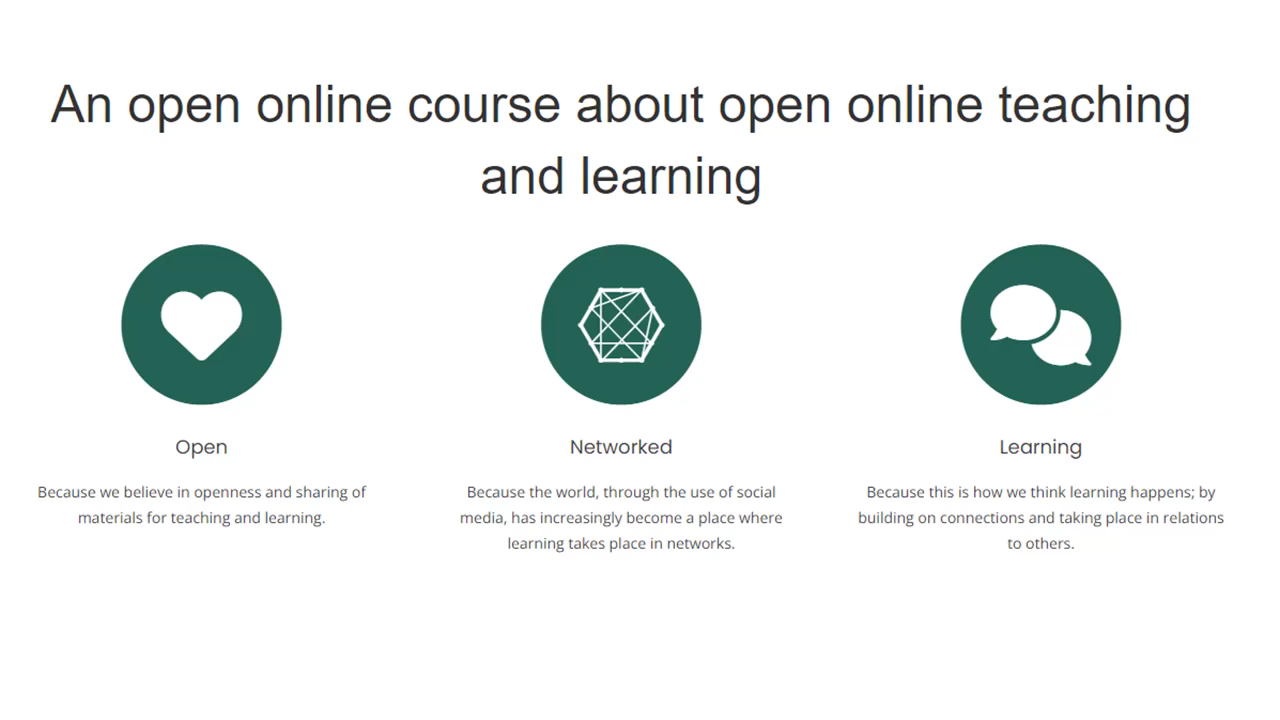 An open online course about open online teaching
and learning
Open
Because we believe in openness and sharing of
materials for teaching and learning.
Networked
Because the world, through the use of social
media, has increasingly become a place where
learning takes place in networks.
Learning
Because this is how we think learning happens; by
building on connections and taking place in relations
to others.